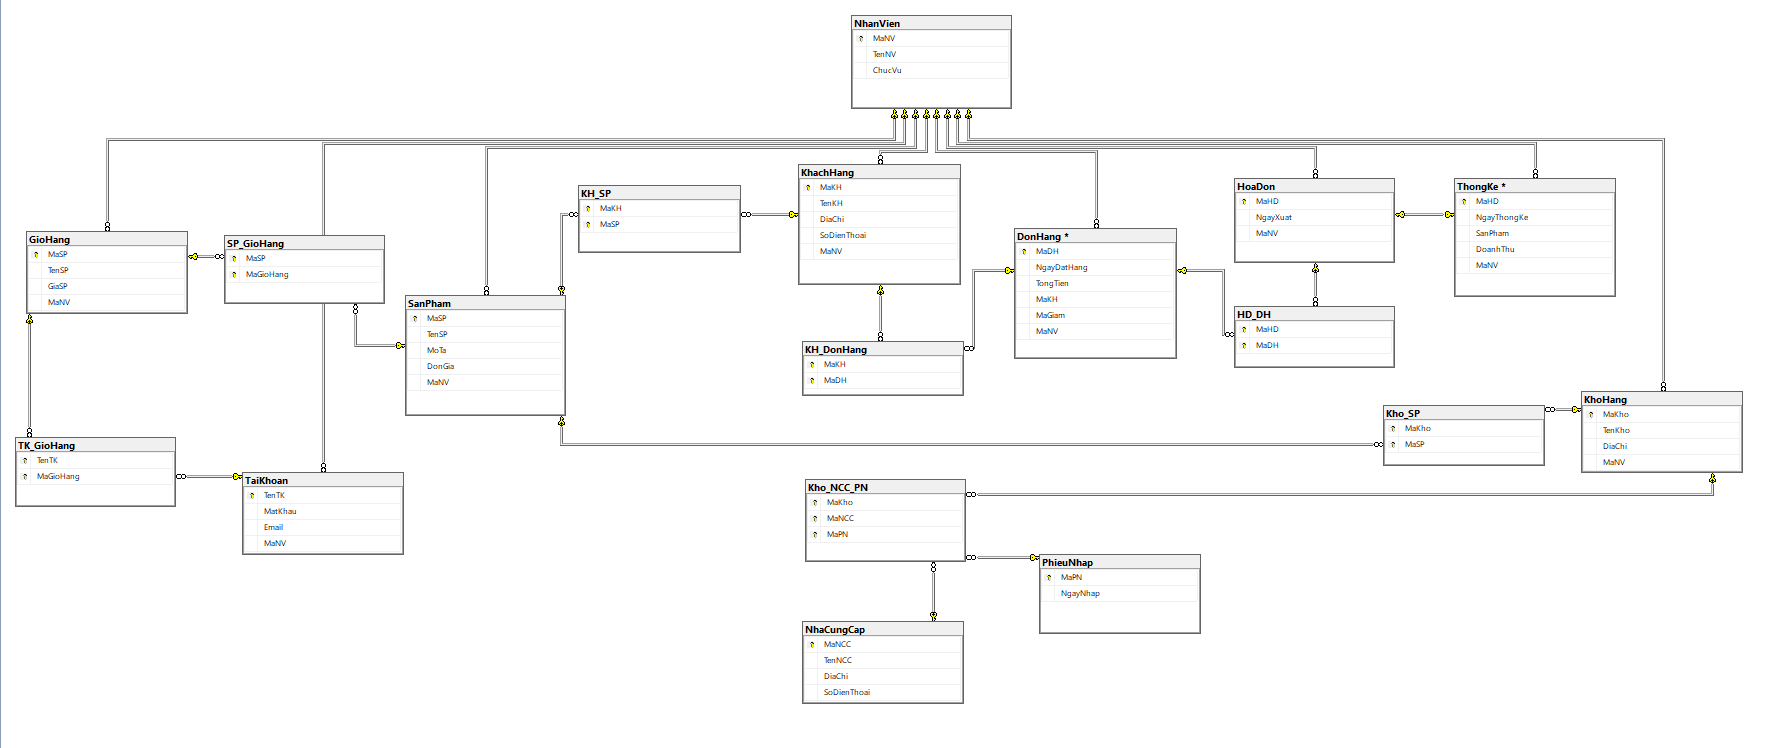 NhanVien
MaNV
TenNV
ChucVu
KhachHang
MaKH
TenKH
DiaChi
SoDienThoai
MaNV
KH_SP
MaKH
MaSP
HoaDon
MaHD
NgayXuat
MaNV
ThongKe *
MaHD
NgayThongKe
SanPham
DoanhThu
MaNV
GioHang
MaSP
TenSP
GiaSP
MaNV
SP_GioHang
MaSP
MaGioHang
DonHang *
MaDH
NgayDatHang
TongTien
MaKH
MaGiam
MaNV
SanPham
MaSP
TenSP
MoTa
DonGia
MaNV
HD_DH
MaHD
MaDH
KH_DonHang
MaKH
MaDH
KhoHang
MaKho
TenKho
DiaChi
MaNV
Kho_SP
MaKho
MaSP
TK_GioHang
TenTK
MaGioHang
TaiKhoan
TenTK
MatKhau
Email
MaNV
Kho_NCC_PN
MaKho
MaNCC
MaPN
PhieuNhap
MaPN
NgayNhap
NhaCungCap
MaNCC
TenNCC
DiaChi
SoDienThoai